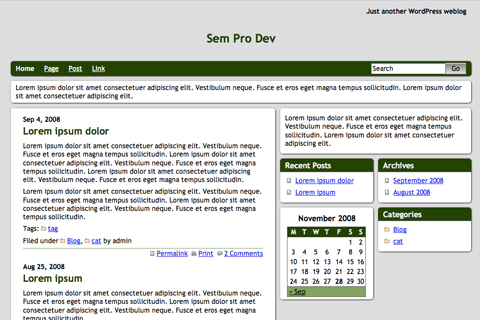 Just another WordPress weblog
Sem Pro Dev
Home Page Post Link
Search Go
Lorem ipsum dolor sit amet consectetuer adipiscing elit. Vestibulum neque. Fusce et eros eget magna tempus sollicitudin. Lorem ipsum dolor sit amet
consectetuer adipiscing elit.
Sep 4, 2008
Lorem ipsum dolor
Lorem ipsum dolor sit amet consectetuer adipiscing elit. Vestibulum neque.
Fusce et eros eget magna tempus sollicitudin. Lorem ipsum dolor sit amet
consectetuer adipiscing elit. Vestibulum neque. Fusce et eros eget magna tempus
sollicitudin. Lorem ipsum dolor sit amet consectetuer adipiscing elit.
Vestibulum neque. Fusce et eros eget magna tempus sollicitudin.
Lorem ipsum dolor sit amet consectetuer adipiscing elit. Vestibulum neque.
Fusce et eros eget magna tempus sollicitudin. Lorem ipsum dolor sit amet
consectetuer adipiscing elit. Vestibulum neque. Fusce et eros eget magna tempus
sollicitudin.
Tags: tag
Filed under Blog, cat by admin
Permalink Print 2 Comments
Aug 25, 2008
Lorem ipsum
Lorem ipsum dolor sit amet consectetuer adipiscing elit. Vestibulum neque.
Fusce et eros eget magna tempus sollicitudin. Lorem ipsum dolor sit amet
consectetuer adipiscing elit. Vestibulum neque. Fusce et eros eget magna tempus
Lorem ipsum dolor sit amet consectetuer adipiscing elit.
Vestibulum neque. Fusce et eros eget magna tempus
sollicitudin.
Recent Posts
Lorem ipsum dolor
Lorem ipsum
November 2008
M T W T F S S
1 2
3 4 5 6 7 8 9
10 11 12 13 14 15 16
17 18 19 20 21 22 23
24 25 26 27 28 29 30
« Sep
Archives
September 2008
August 2008
Categories
Blog
cat